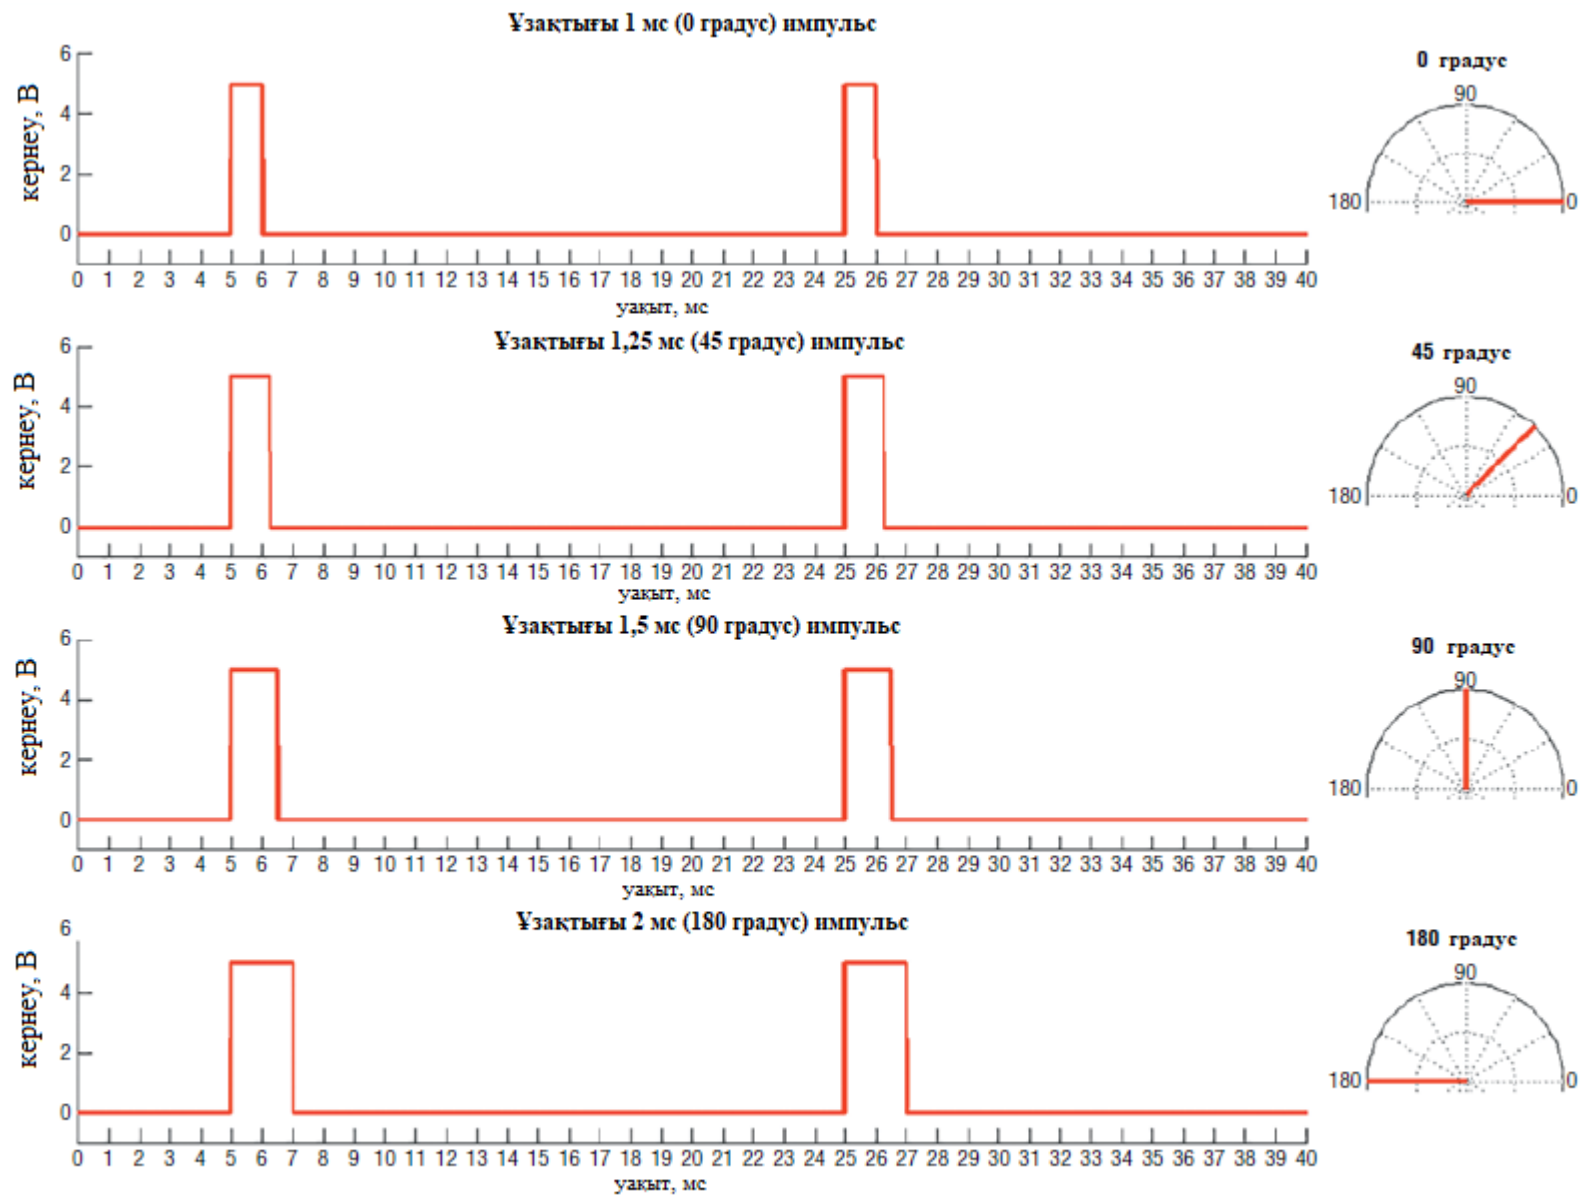 Ұзақтығы 1 мс (0 градус) импульс
6
4
2
0
кернеу, В
0 1 2 3 4 5 6 7 8 9 10 11 12 13 14 15 16 17 18 19 20 21 22 23 24 25 26 27 28 29 30 31 32 33 34 35 36 37 38 39 40
уақыт, мс
0 градус
90
180
0
Ұзақтығы 1,25 мс (45 градус) импульс
6
4
2
0
кернеу, В
0 1 2 3 4 5 6 7 8 9 10 11 12 13 14 15 16 17 18 19 20 21 22 23 24 25 26 27 28 29 30 31 32 33 34 35 36 37 38 39 40
уақыт, мс
45 градус
90
180
0
Ұзақтығы 1,5 мс (90 градус) импульс
6
4
2
0
кернеу, В
0 1 2 3 4 5 6 7 8 9 10 11 12 13 14 15 16 17 18 19 20 21 22 23 24 25 26 27 28 29 30 31 32 33 34 35 36 37 38 39 40
уақыт, мс
90 градус
90
180
0
Ұзақтығы 2 мс (180 градус) импульс
6
4
2
0
кернеу, В
0 1 2 3 4 5 6 7 8 9 10 11 12 13 14 15 16 17 18 19 20 21 22 23 24 25 26 27 28 29 30 31 32 33 34 35 36 37 38 39 40
уақыт, мс
180 градус
90
180
0